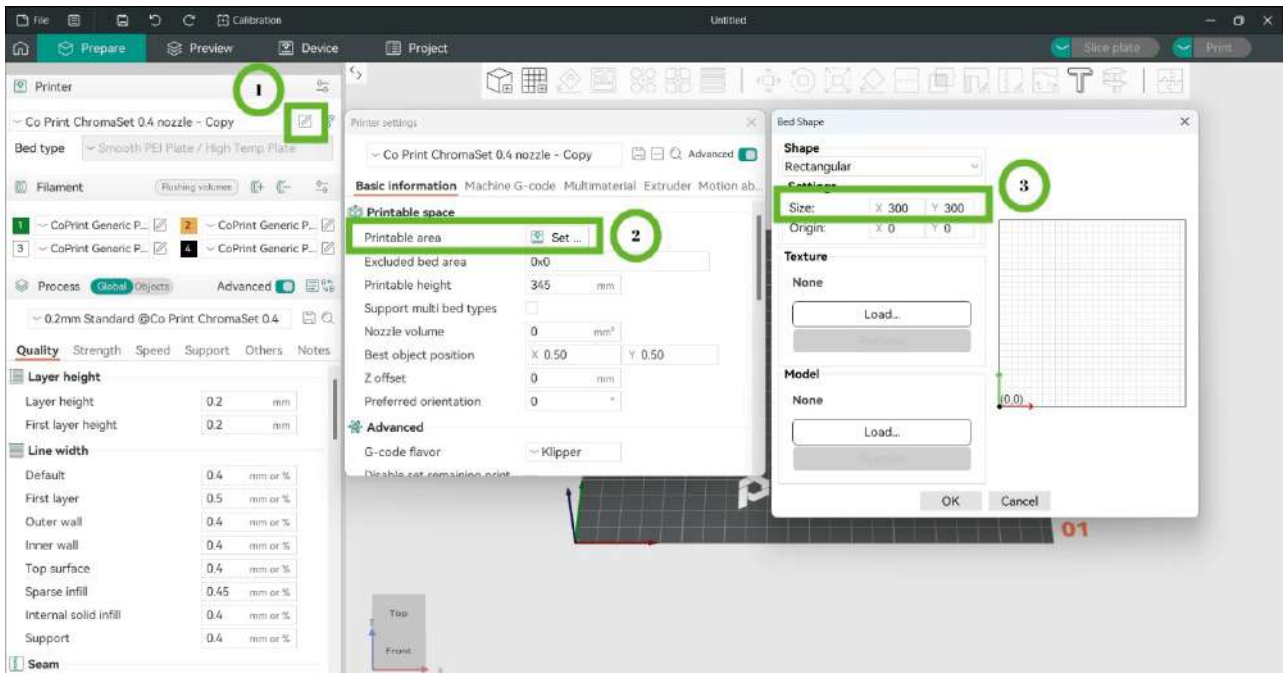 File Calibration Untitled
Prepare Preview Device Project Slice plate Print
Printer
1
Co Print ChromaSet 0.4 nozzle - Copy
Bed type Smooth PEI Plate / High Temp Plate
Filament Flushing volumes
1 CoPrint Generic P... 2 CoPrint Generic P...
3 CoPrint Generic P... 4 CoPrint Generic P...
Process Global Objects Advanced
0.2mm Standard @Co Print ChromaSet 0.4
Quality Strength Speed Support Others Notes
Layer height
Layer height 0.2 mm
First layer height 0.2 mm
Line width
Default 0.4 mm or %
First layer 0.5 mm or %
Outer wall 0.4 mm or %
Inner wall 0.4 mm or %
Top surface 0.4 mm or %
Sparse infill 0.45 mm or %
Internal solid infill 0.4 mm or %
Support 0.4 mm or %
Seam
Printer settings
Co Print ChromaSet 0.4 nozzle - Copy Advanced
Basic information Machine G-code Multimaterial Extruder Motion ab...
Printable space
Printable area Set ...
2
Excluded bed area 0x0
Printable height 345 mm
Support multi bed types
Nozzle volume 0 mm³
Best object position X 0.50 Y 0.50
Z offset 0 mm
Preferred orientation 0 °
Advanced
G-code flavor Klipper
Disable set remaining print
Bed Shape
Shape
Rectangular
Settings
3
Size: X 300 Y 300
Origin: X 0 Y 0
Texture
None
Load...
Remove
Model
None
Load...
Remove
(0,0)
OK Cancel
01
Top
Front